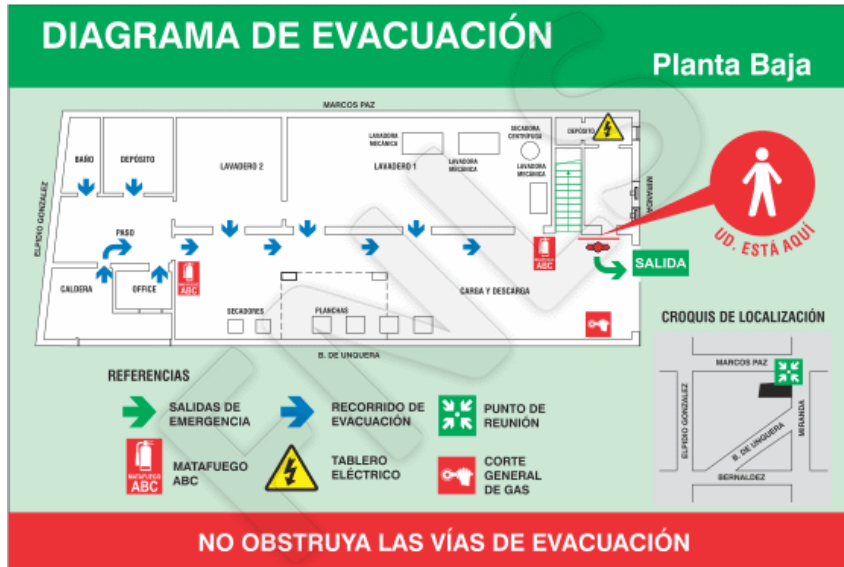 DIAGRAMA DE EVACUACIÓN
Planta Baja
MARCOS PAZ
BAÑO
DEPÓSITO
LAVADERO 2
LAVADORA
MECÁNICA
LAVADERO 1
LAVADORA
MECÁNICA
SECADORA
CENTRÍFUGA
LAVADORA
MECÁNICA
DEPÓSITO
MIRANDA
ELPIDIO GONZALEZ
PASO
CALDERA
OFFICE
MATAFUEGO
ABC
MATAFUEGO
ABC
SECADORES
PLANCHAS
CARGA Y DESCARGA
B. DE UNQUERA
UD. ESTÁ AQUÍ
SALIDA
CROQUIS DE LOCALIZACIÓN
MARCOS PAZ
ELPIDIO GONZALEZ
B. DE UNQUERA
MIRANDA
BERNALDEZ
REFERENCIAS
SALIDAS DE
EMERGENCIA
RECORRIDO DE
EVACUACIÓN
PUNTO DE
REUNIÓN
MATAFUEGO
ABC
MATAFUEGO
ABC
TABLERO
ELÉCTRICO
CORTE
GENERAL
DE GAS
NO OBSTRUYA LAS VÍAS DE EVACUACIÓN